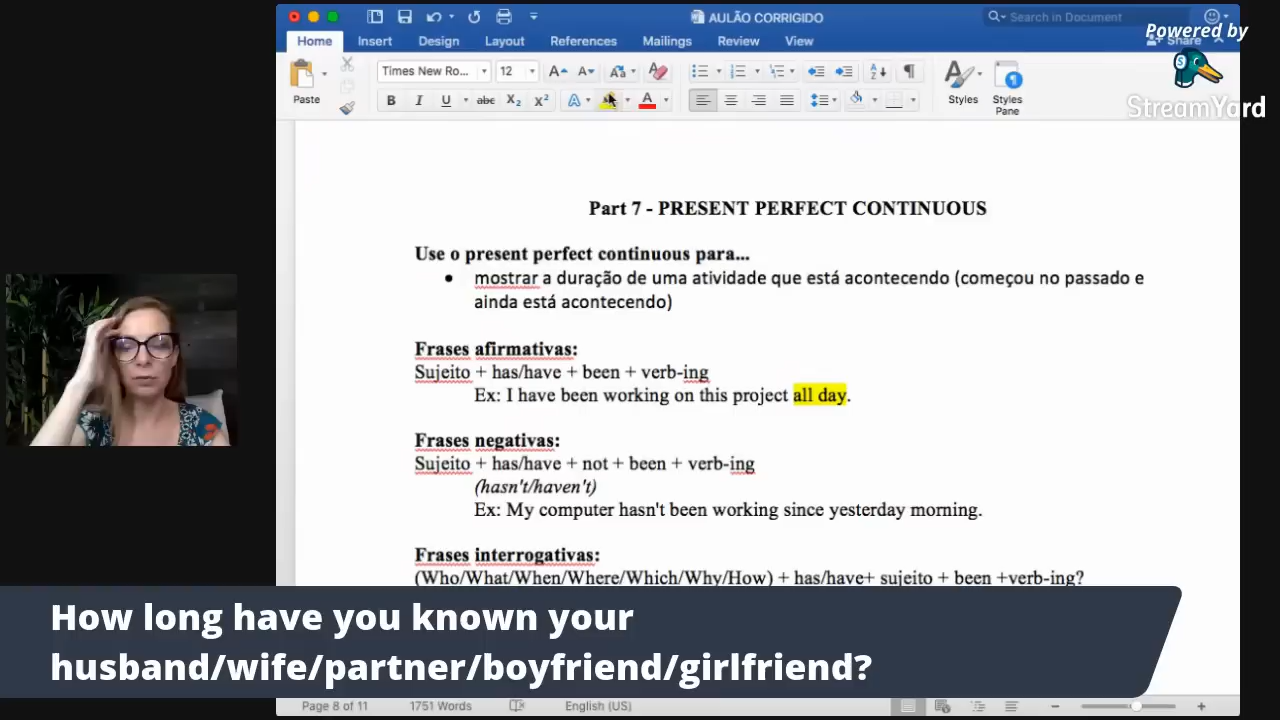 AULÃO CORRIGIDO
Search in Document
Powered by
StreamYard
Home Insert Design Layout References Mailings Review View Share
Paste
Times New Ro... 12
Styles Styles Pane
Part 7 - PRESENT PERFECT CONTINUOUS
Use o present perfect continuous para...
• mostrar a duração de uma atividade que está acontecendo (começou no passado e
ainda está acontecendo)
Frases afirmativas:
Sujeito + has/have + been + verb-ing
Ex: I have been working on this project all day.
Frases negativas:
Sujeito + has/have + not + been + verb-ing
(hasn't/haven't)
Ex: My computer hasn't been working since yesterday morning.
Frases interrogativas:
(Who/What/When/Where/Which/Why/How) + has/have+ sujeito + been +verb-ing?
How long have you known your
husband/wife/partner/boyfriend/girlfriend?
Page 8 of 11 1751 Words English (US)